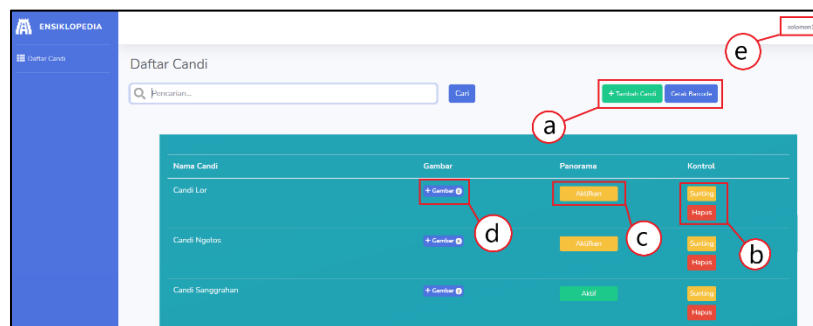 ENSIKLOPEDIA
Daftar Candi
Daftar Candi
Pencarian...
Cari
+ Tambah Candi
Cetak Barcode
a
e
Nama Candi Gambar Panorama Kontrol
Candi Lor + Gambar Aktifkan Sunting
Hapus
d
c
b
Candi Ngetos + Gambar Aktifkan Sunting
Hapus
Candi Sanggrahan + Gambar Aktif Sunting
Hapus